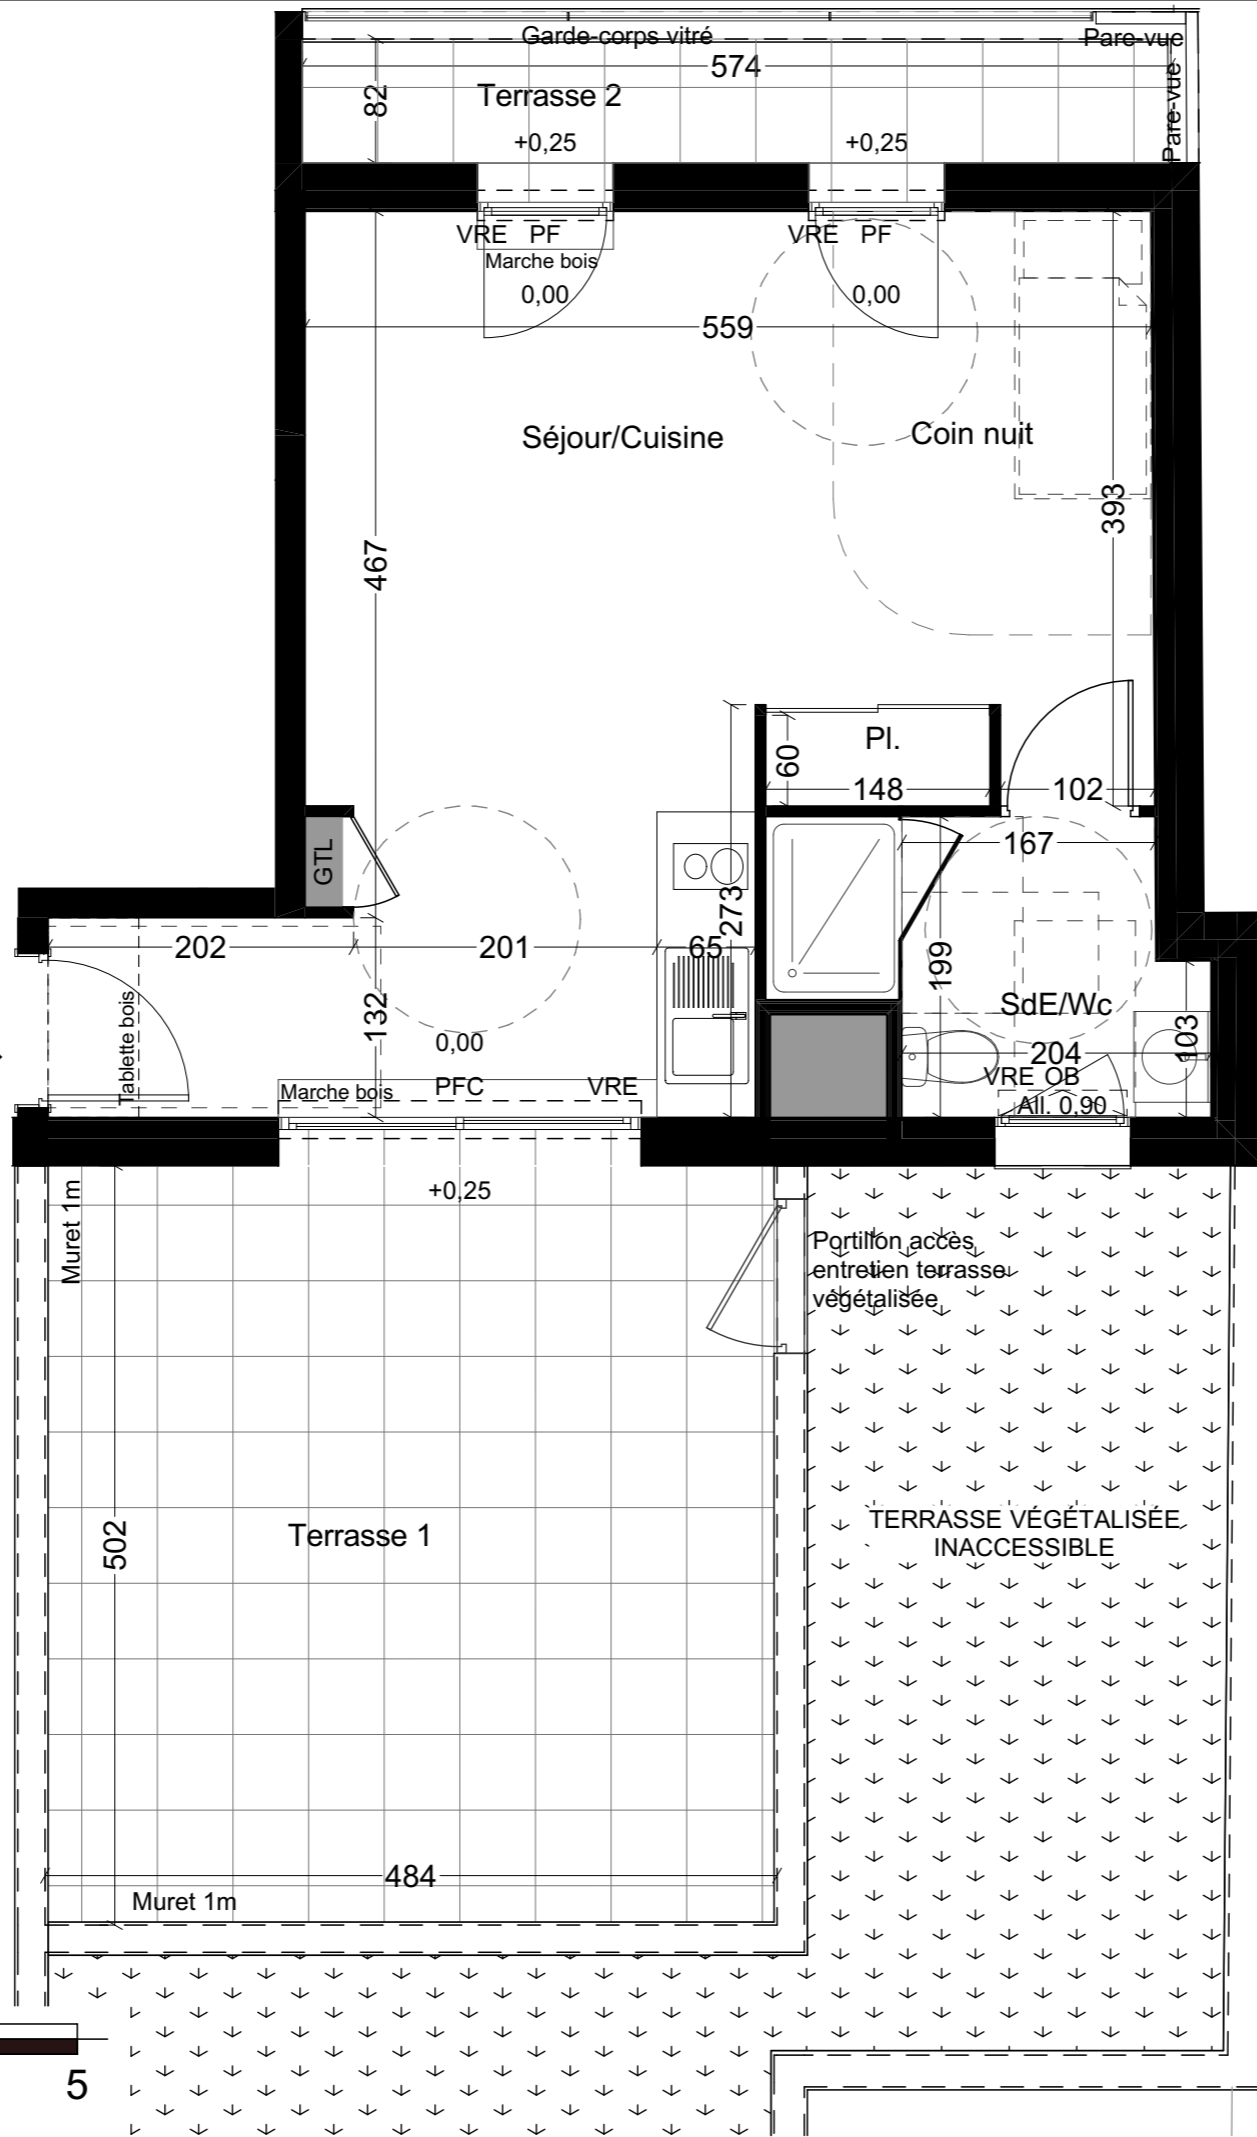 Garde-corps vitré
Pare-vue
574
Pare-vue
82
Terrasse 2
+0,25
+0,25
VRE PF
VRE PF
Marche bois
0,00
0,00
559
Séjour/Cuisine
Coin nuit
467
393
Pl.
60
148
102
GTL
167
273
202
201
65
199
132
Tablette bois
SdE/Wc
103
0,00
204
Marche bois
PFC
VRE
VRE OB
All. 0,90
+0,25
Muret 1m
Portillon accès
entretien terrasse
végétalisée
502
Terrasse 1
TERRASSE VÉGÉTALISÉE
INACCESSIBLE
484
Muret 1m
5